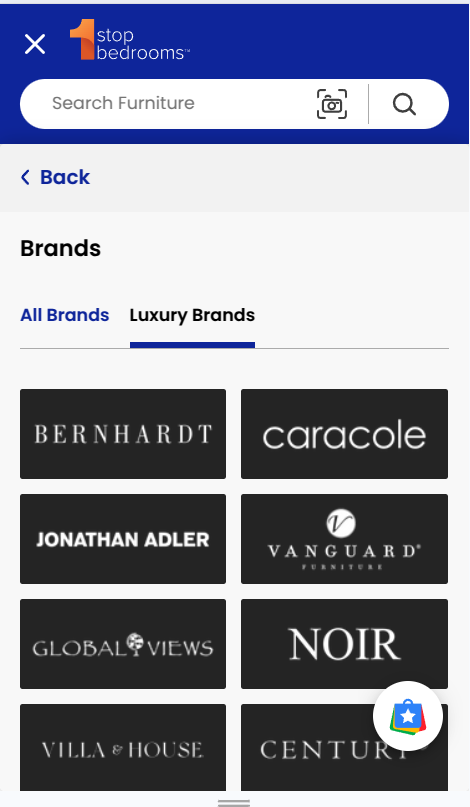 1 stop
bedrooms™
Search Furniture
Back
Brands
All Brands
Luxury Brands
BERNHARDT
caracole
JONATHAN ADLER
V
VANGUARD®
FURNITURE
GLOBAL VIEWS
NOIR
VILLA & HOUSE
CENTURY